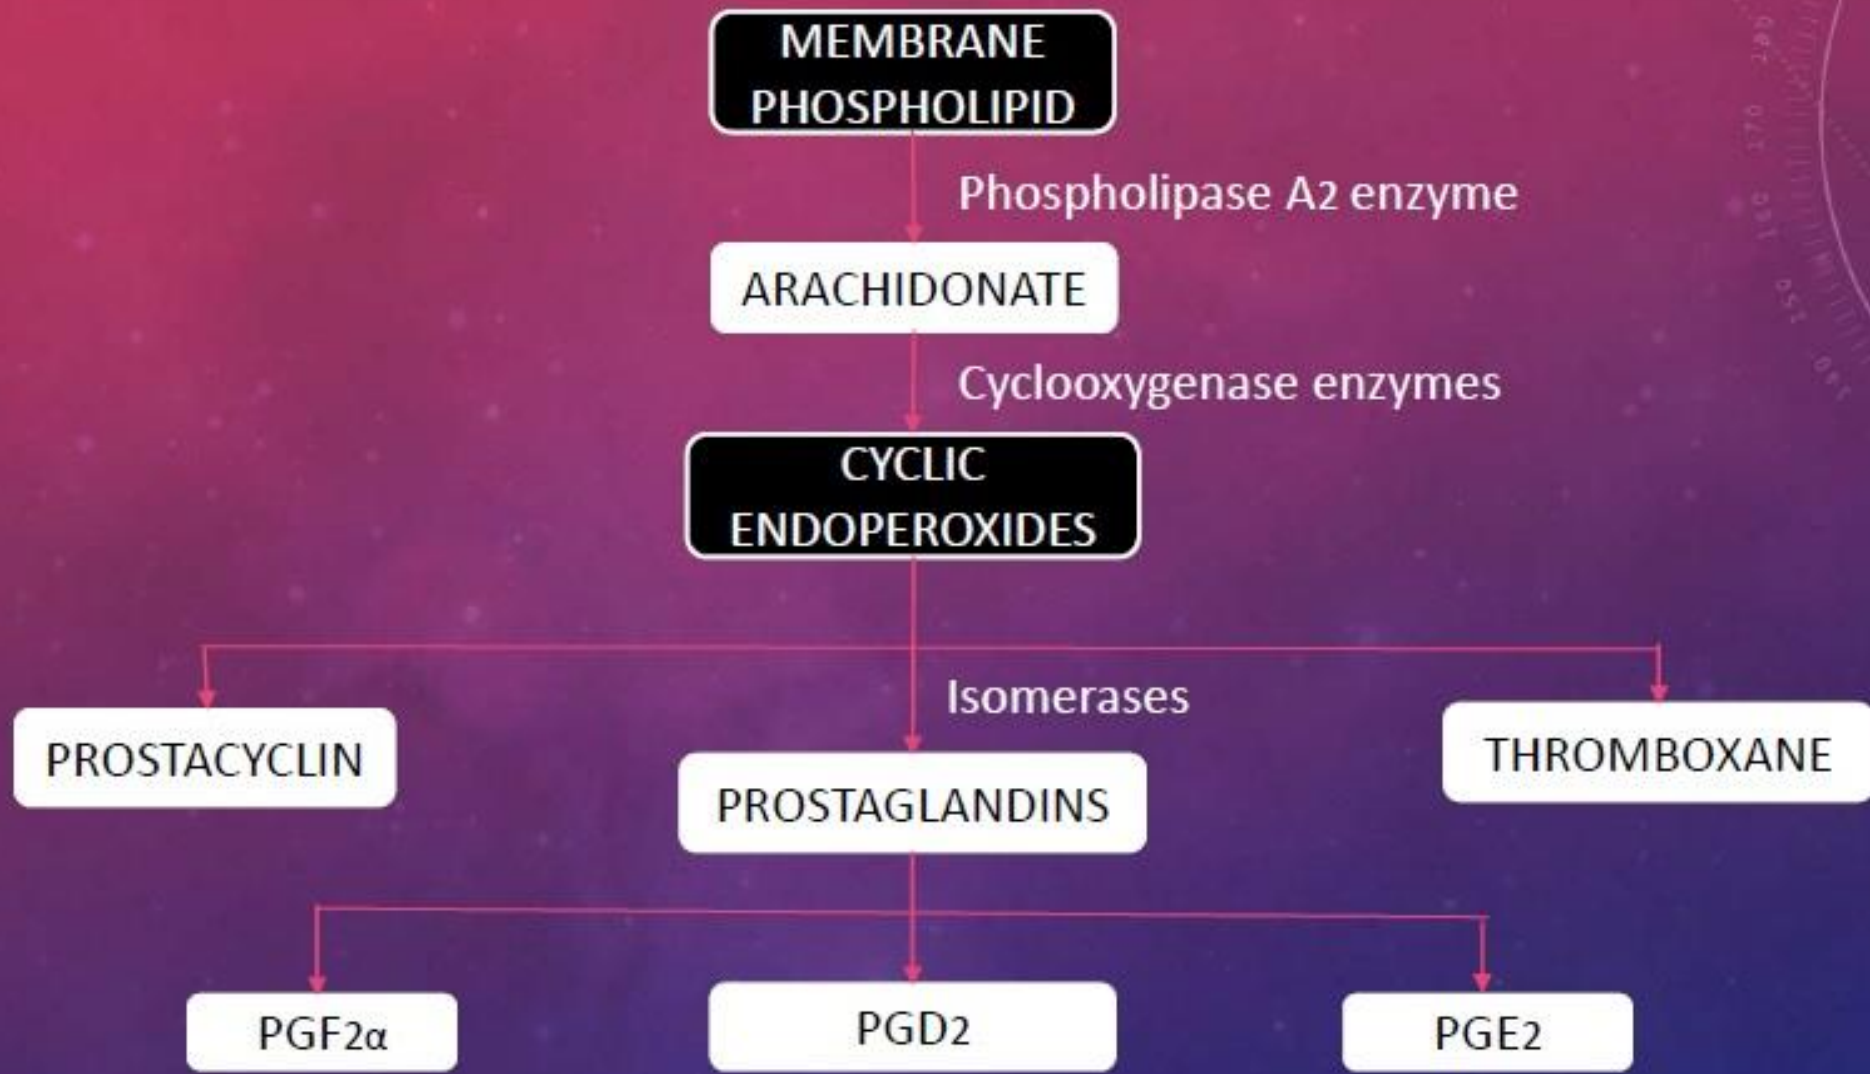 MEMBRANE
PHOSPHOLIPID
Phospholipase A2 enzyme
ARACHIDONATE
Cyclooxygenase enzymes
CYCLIC
ENDOPEROXIDES
Isomerases
PROSTACYCLIN
PROSTAGLANDINS
THROMBOXANE
PGF2α
PGD2
PGE2